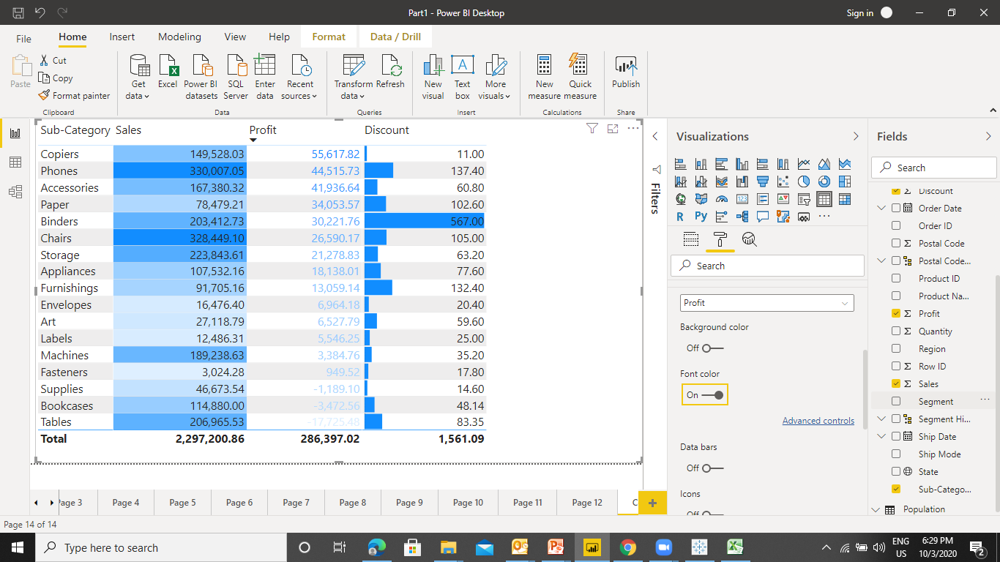 Part1 - Power BI Desktop
Sign in
File
Home
Insert
Modeling
View
Help
Format
Data / Drill
Paste
Cut
Copy
Format painter
Clipboard
Get data
Excel
Power BI datasets
SQL Server
Enter data
Recent sources
Data
Transform data
Refresh
Queries
New visual
Text box
More visuals
Insert
New measure
Quick measure
Calculations
Publish
Share
Sub-Category Sales Profit Discount
Copiers 149,528.03 55,617.82 11.00
Phones 330,007.05 44,515.73 137.40
Accessories 167,380.32 41,936.64 60.80
Paper 78,479.21 34,053.57 102.60
Binders 203,412.73 30,221.76 567.00
Chairs 328,449.10 26,590.17 105.00
Storage 223,843.61 21,278.83 63.20
Appliances 107,532.16 18,138.01 77.60
Furnishings 91,705.16 13,059.14 132.40
Envelopes 16,476.40 6,964.18 20.40
Art 27,118.79 6,527.79 59.60
Labels 12,486.31 5,546.25 25.00
Machines 189,238.63 3,384.76 35.20
Fasteners 3,024.28 949.52 17.80
Supplies 46,673.54 -1,189.10 14.60
Bookcases 114,880.00 -3,472.56 48.14
Tables 206,965.53 -17,725.48 83.35
Total 2,297,200.86 286,397.02 1,561.09
Filters
Visualizations
R
Py
123
Search
Profit
Background color
Off
Font color
On
Advanced controls
Data bars
Off
Icons
Off
Fields
Search
Discount
Order Date
Order ID
Postal Code
Postal Code...
Product ID
Product Na...
Profit
Quantity
Region
Row ID
Sales
Segment
Segment Hi...
Ship Date
Ship Mode
State
Sub-Catego...
Population
Page 3
Page 4
Page 5
Page 6
Page 7
Page 8
Page 9
Page 10
Page 11
Page 12
Page 14 of 14
Type here to search
ENG
US
6:29 PM
10/3/2020
2